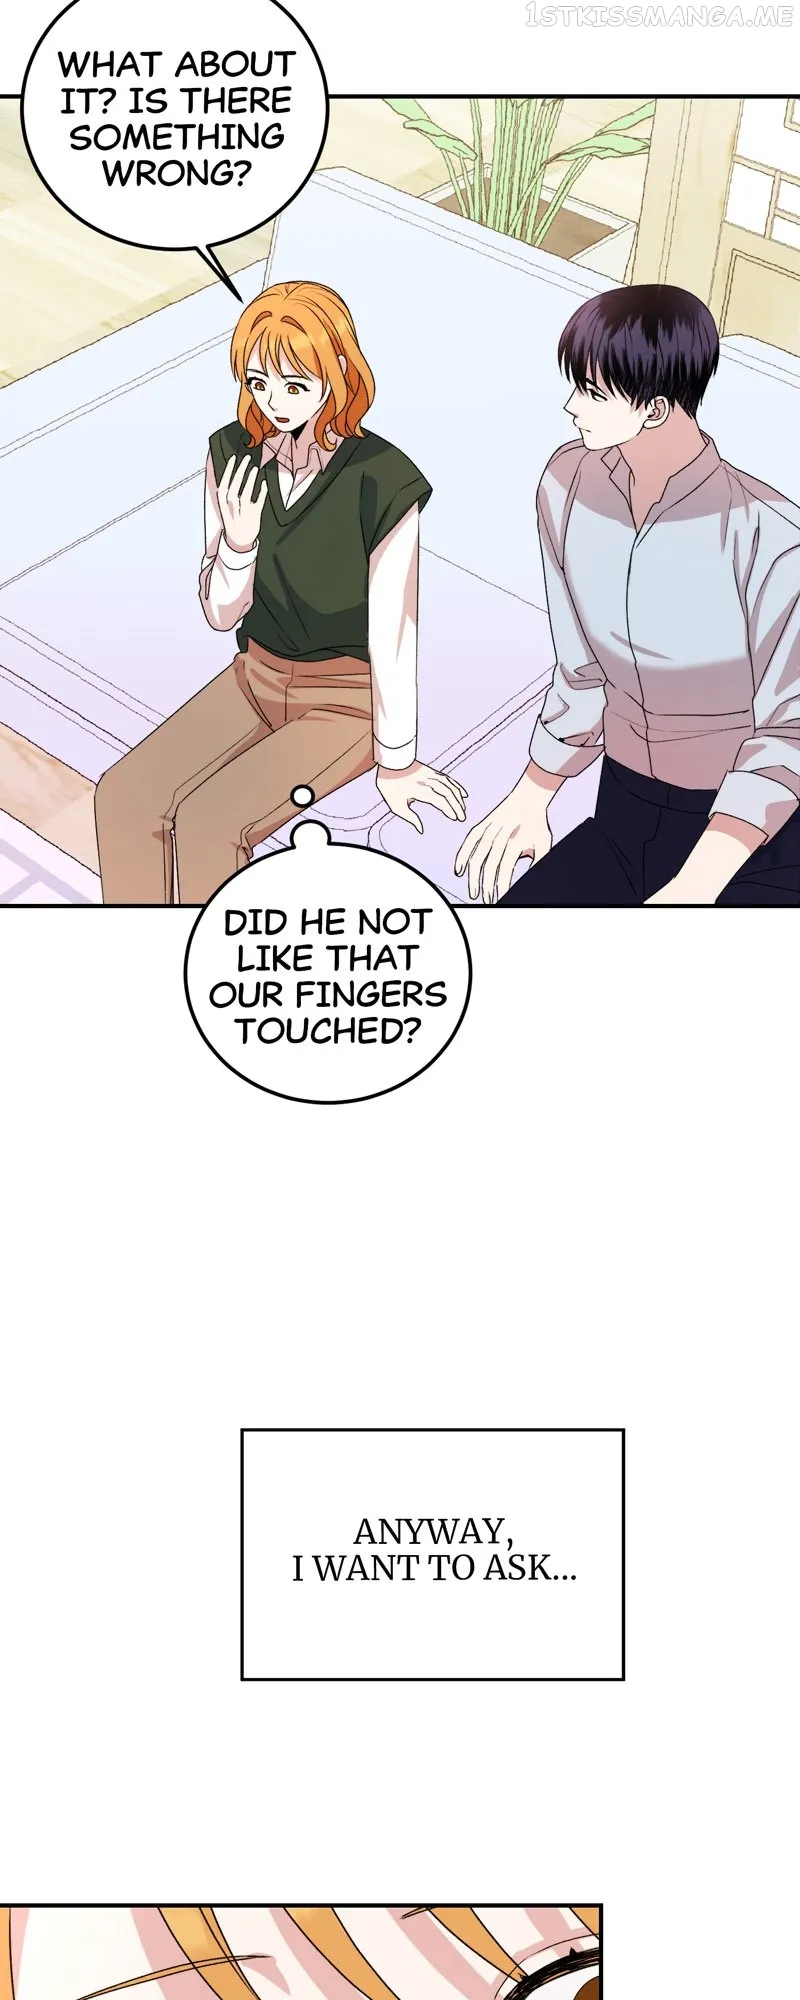 1STKISSMANGA.ME
WHAT ABOUT
IT? IS THERE
SOMETHING
WRONG?
DID HE NOT
LIKE THAT
OUR FINGERS
TOUCHED?
ANYWAY,
I WANT TO ASK...